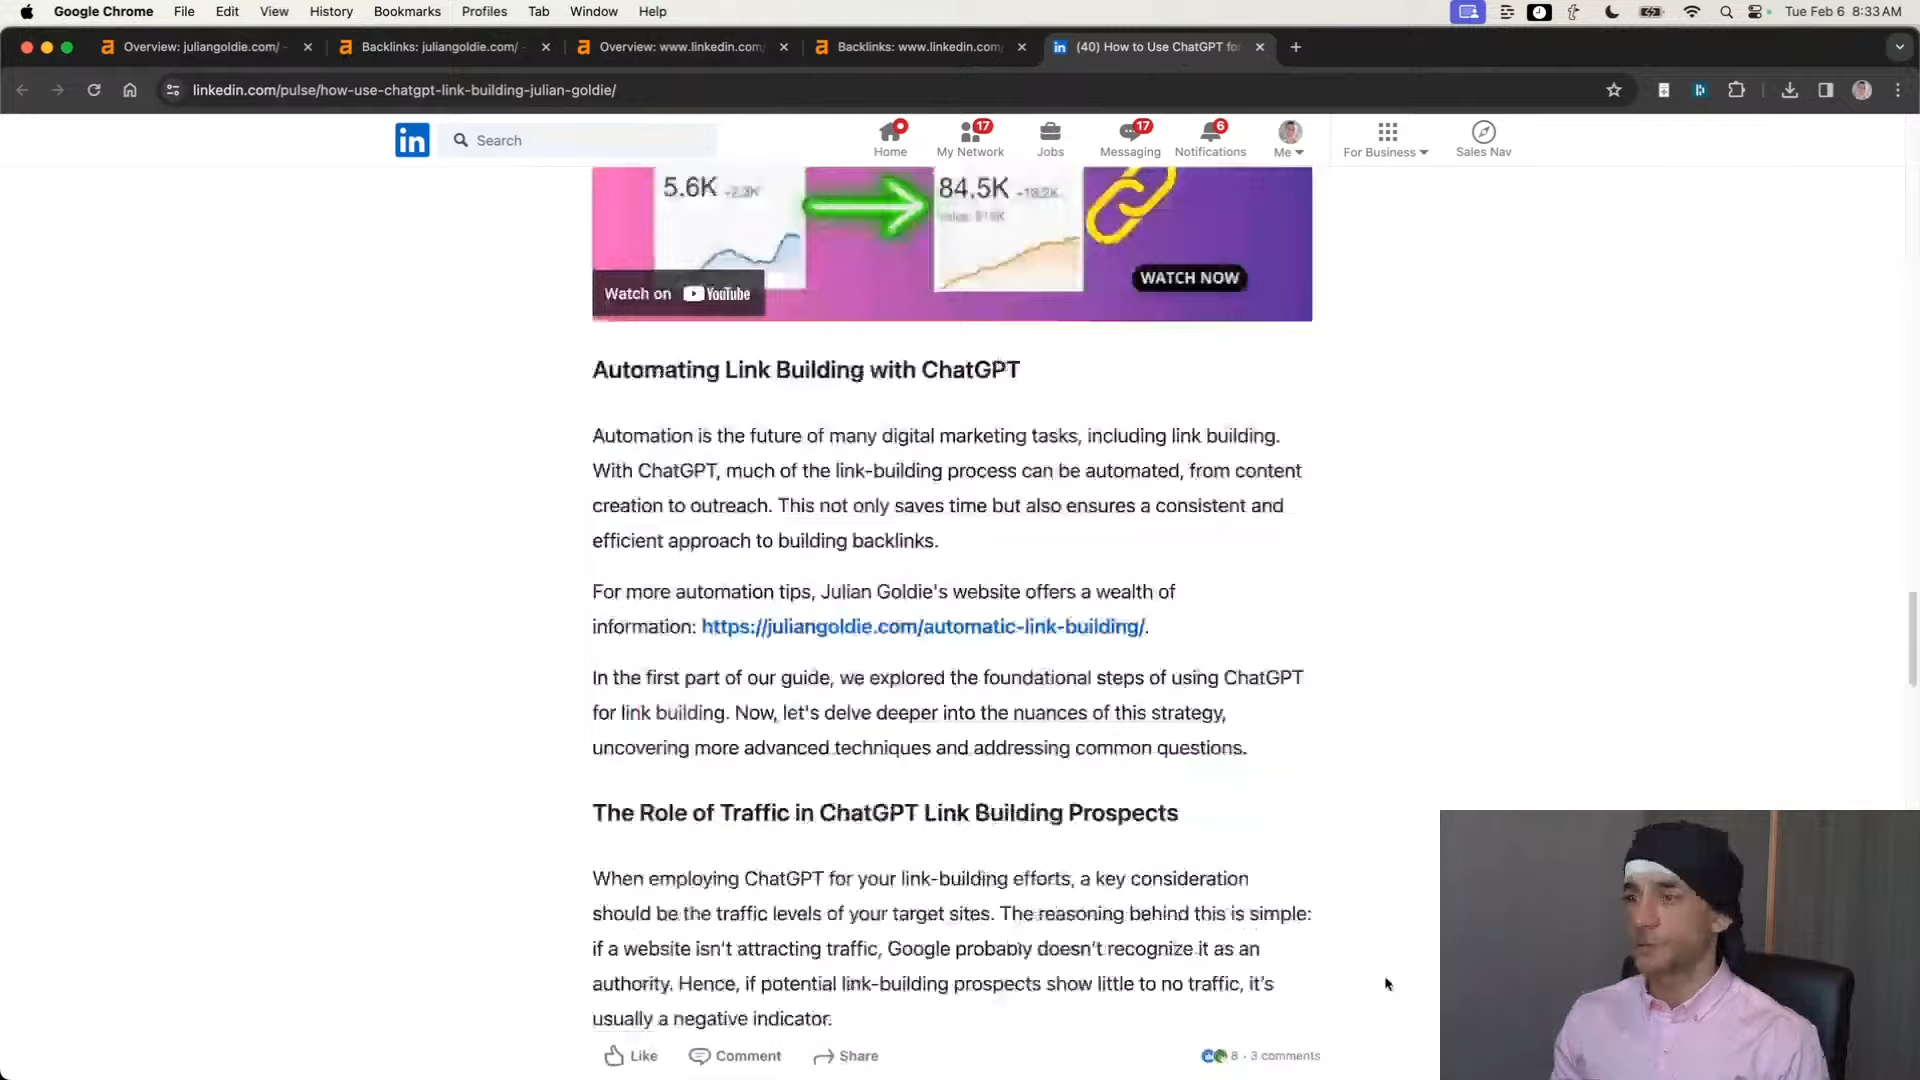 Google Chrome File Edit View History Bookmarks Profiles Tab Window Help Tue Feb 6 8:33 AM
Overview: juliangoldie.com/ - Backlinks: juliangoldie.com/ - Overview: www.linkedin.com/ Backlinks: www.linkedin.com/ (40) How to Use ChatGPT for
linkedin.com/pulse/how-use-chatgpt-link-building-julian-goldie/
in Search Home 17 My Network Jobs 17 Messaging 6 Notifications Me For Business Sales Nav
5.6K 84.5K
WATCH NOW
Watch on YouTube
Automating Link Building with ChatGPT
Automation is the future of many digital marketing tasks, including link building.
With ChatGPT, much of the link-building process can be automated, from content
creation to outreach. This not only saves time but also ensures a consistent and
efficient approach to building backlinks.
For more automation tips, Julian Goldie's website offers a wealth of
information: https://juliangoldie.com/automatic-link-building/.
In the first part of our guide, we explored the foundational steps of using ChatGPT
for link building. Now, let's delve deeper into the nuances of this strategy,
uncovering more advanced techniques and addressing common questions.
The Role of Traffic in ChatGPT Link Building Prospects
When employing ChatGPT for your link-building efforts, a key consideration
should be the traffic levels of your target sites. The reasoning behind this is simple:
if a website isn't attracting traffic, Google probably doesn't recognize it as an
authority. Hence, if potential link-building prospects show little to no traffic, it's
usually a negative indicator.
Like Comment Share 8 · 3 comments